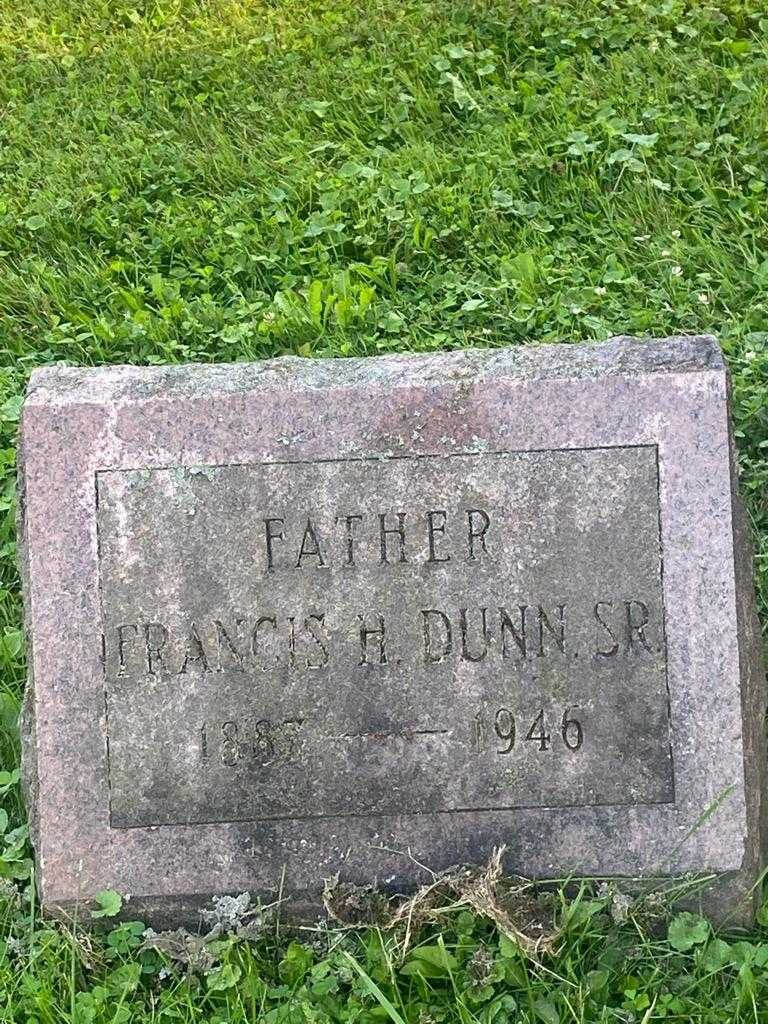 FATHER
FRANCIS H. DUNN. SR.
1887 — 1946